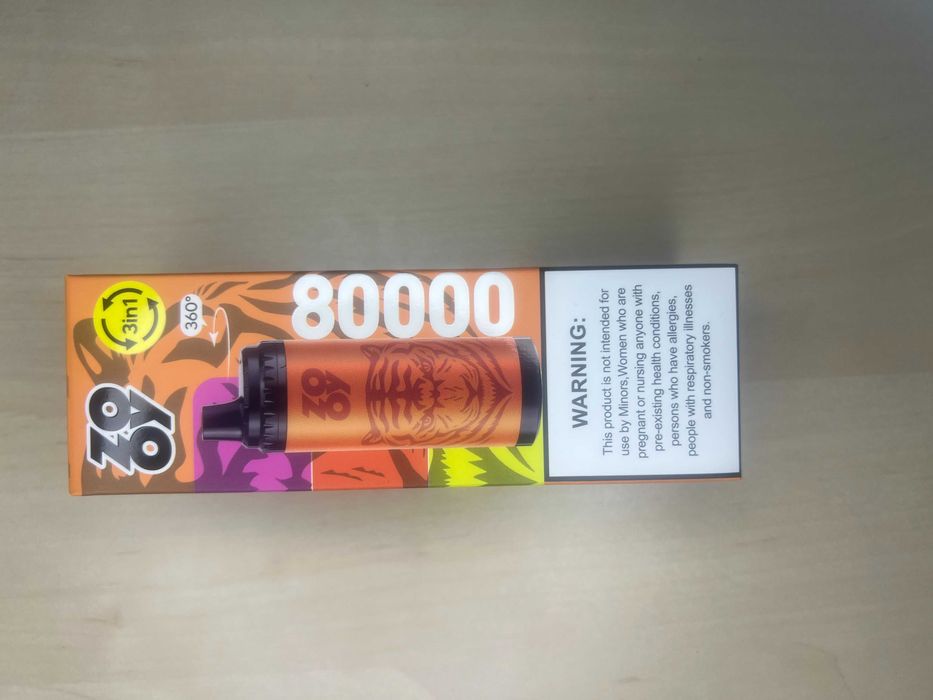 ZO
OY
3in1
360°
80000
ZO
OY
WARNING:
This product is not intended for
use by Minors,Women who are
pregnant or nursing anyone with
pre-existing health conditions,
persons who have allergies,
people with respiratory illnesses
and non-smokers.